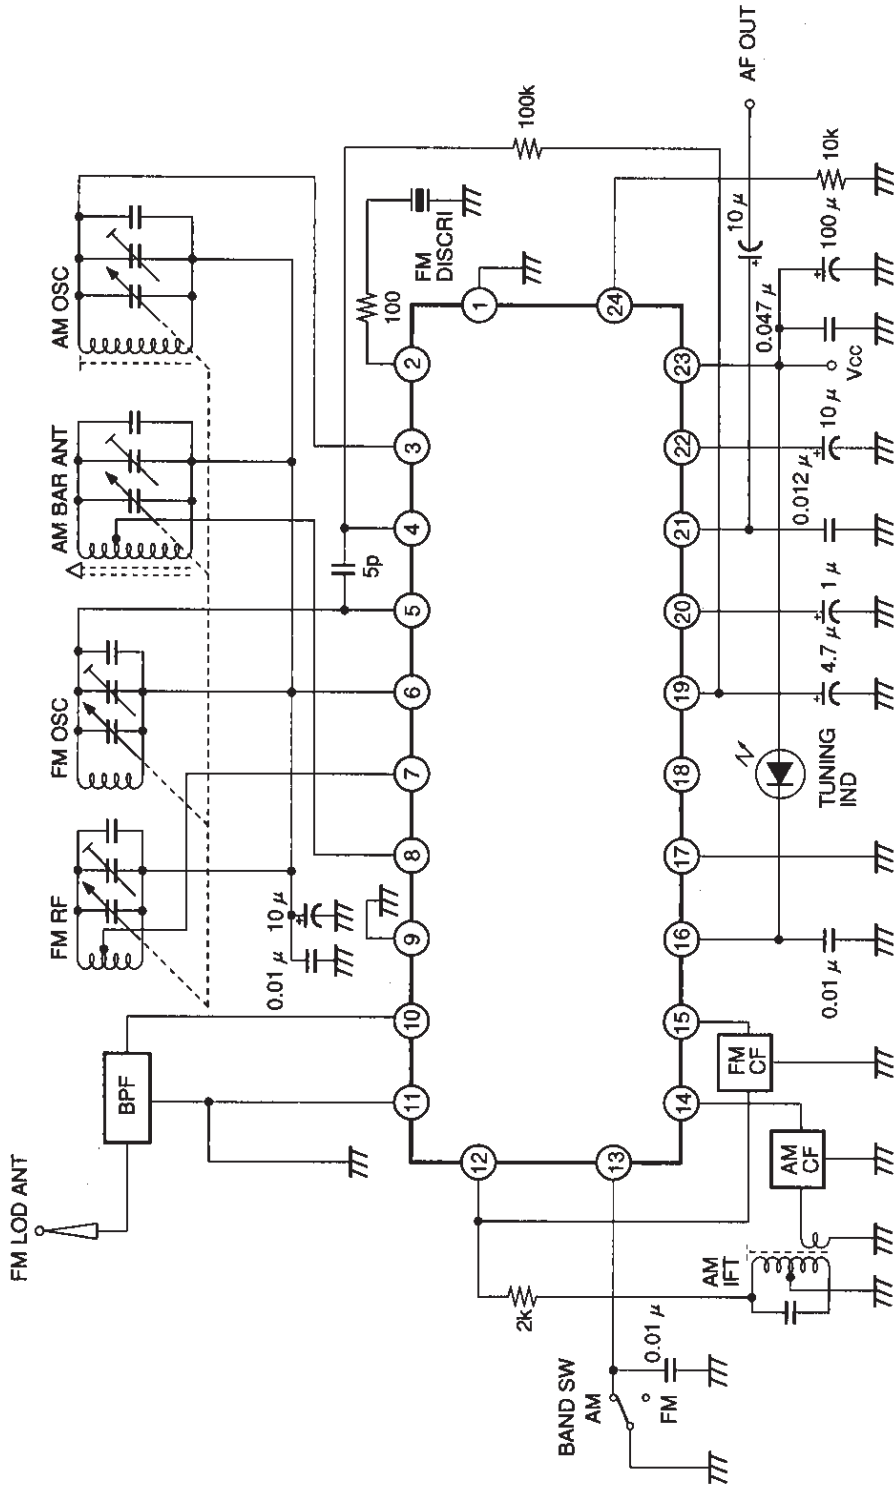 FM LOD ANT
FM RF
FM OSC
AM BAR ANT
AM OSC
BPF
0.01 μ
10 μ
5p
100
FM
DISCRI
100k
11
10
9
8
7
6
5
4
3
2
12
1
2k
BAND SW
AM
FM
0.01 μ
13
24
14
15
16
17
18
19
20
21
22
23
AM
IFT
AM
CF
FM
CF
10 μ
AF OUT
TUNING
IND
0.01 μ
4.7 μ
1 μ
0.012 μ
10 μ
Vcc
0.047 μ
100 μ
10k